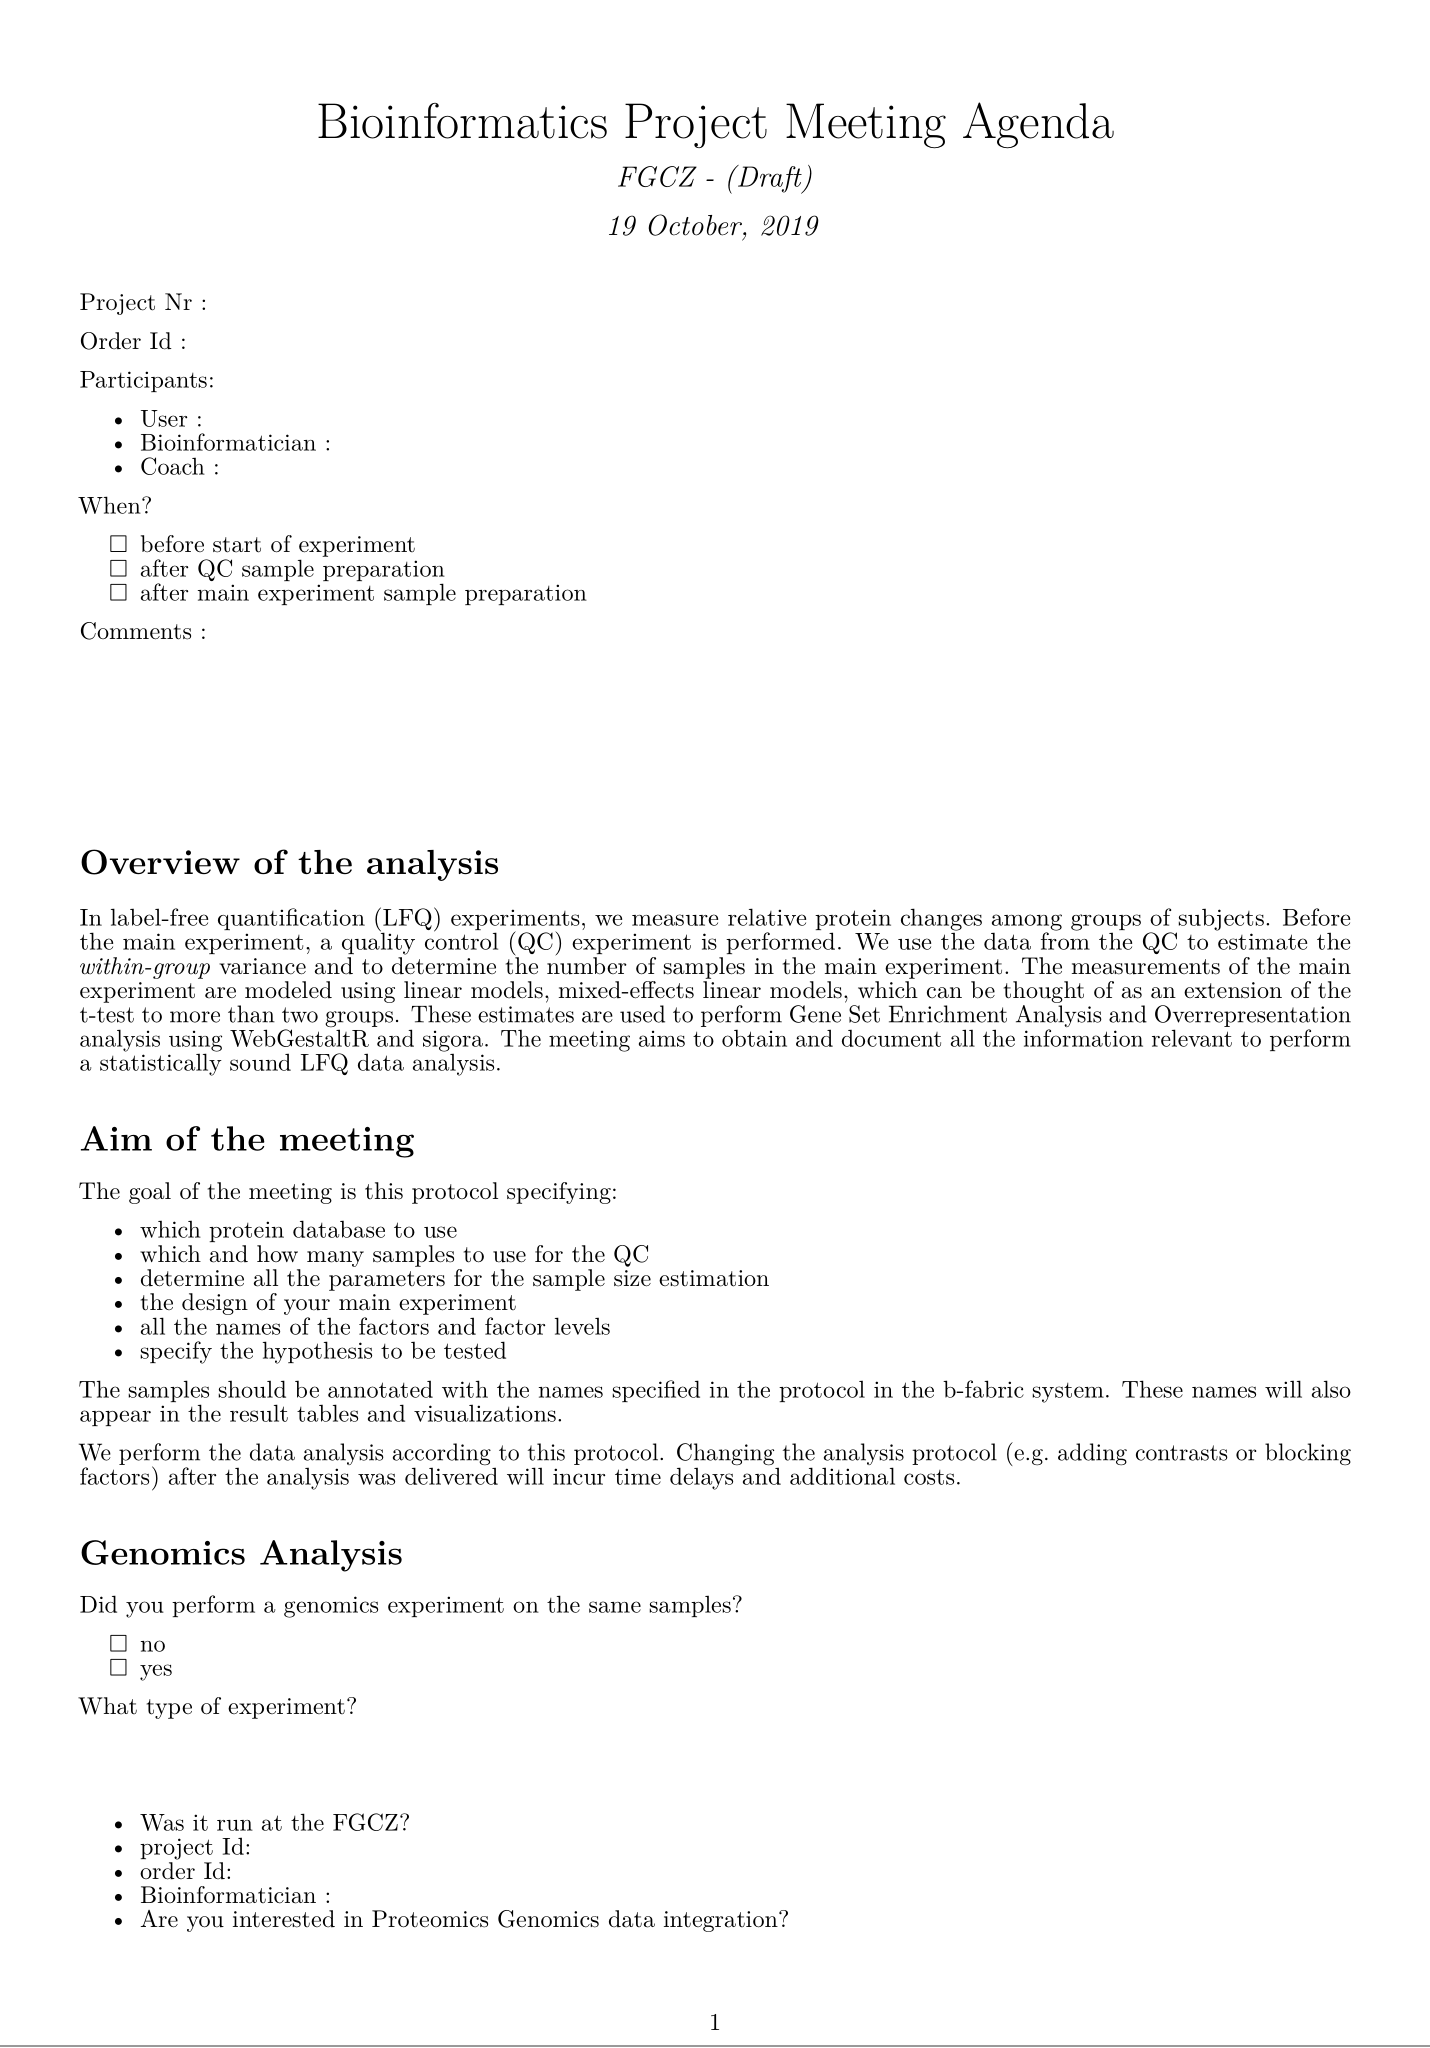 Bioinformatics Project Meeting Agenda
FGCZ - (Draft)
19 October, 2019
Project Nr :
Order Id :
Participants:
• User :
• Bioinformatician :
• Coach :
When?
☐ before start of experiment
☐ after QC sample preparation
☐ after main experiment sample preparation
Comments :
Overview of the analysis
In label-free quantification (LFQ) experiments, we measure relative protein changes among groups of subjects. Before
the main experiment, a quality control (QC) experiment is performed. We use the data from the QC to estimate the
within-group variance and to determine the number of samples in the main experiment. The measurements of the main
experiment are modeled using linear models, mixed-effects linear models, which can be thought of as an extension of the
t-test to more than two groups. These estimates are used to perform Gene Set Enrichment Analysis and Overrepresentation
analysis using WebGestaltR and sigora. The meeting aims to obtain and document all the information relevant to perform
a statistically sound LFQ data analysis.
Aim of the meeting
The goal of the meeting is this protocol specifying:
• which protein database to use
• which and how many samples to use for the QC
• determine all the parameters for the sample size estimation
• the design of your main experiment
• all the names of the factors and factor levels
• specify the hypothesis to be tested
The samples should be annotated with the names specified in the protocol in the b-fabric system. These names will also
appear in the result tables and visualizations.
We perform the data analysis according to this protocol. Changing the analysis protocol (e.g. adding contrasts or blocking
factors) after the analysis was delivered will incur time delays and additional costs.
Genomics Analysis
Did you perform a genomics experiment on the same samples?
☐ no
☐ yes
What type of experiment?
• Was it run at the FGCZ?
• project Id:
• order Id:
• Bioinformatician :
• Are you interested in Proteomics Genomics data integration?
1